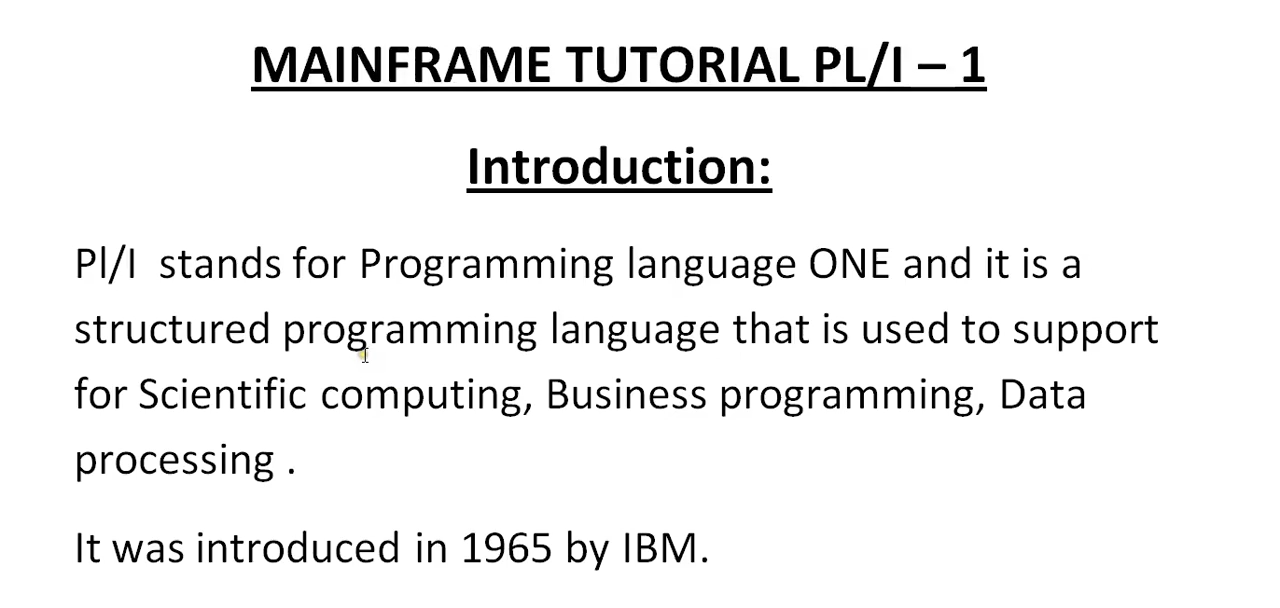 MAINFRAME TUTORIAL PL/I – 1
Introduction:
Pl/I  stands for Programming language ONE and it is a
structured programming language that is used to support
for Scientific computing, Business programming, Data
processing .
It was introduced in 1965 by IBM.